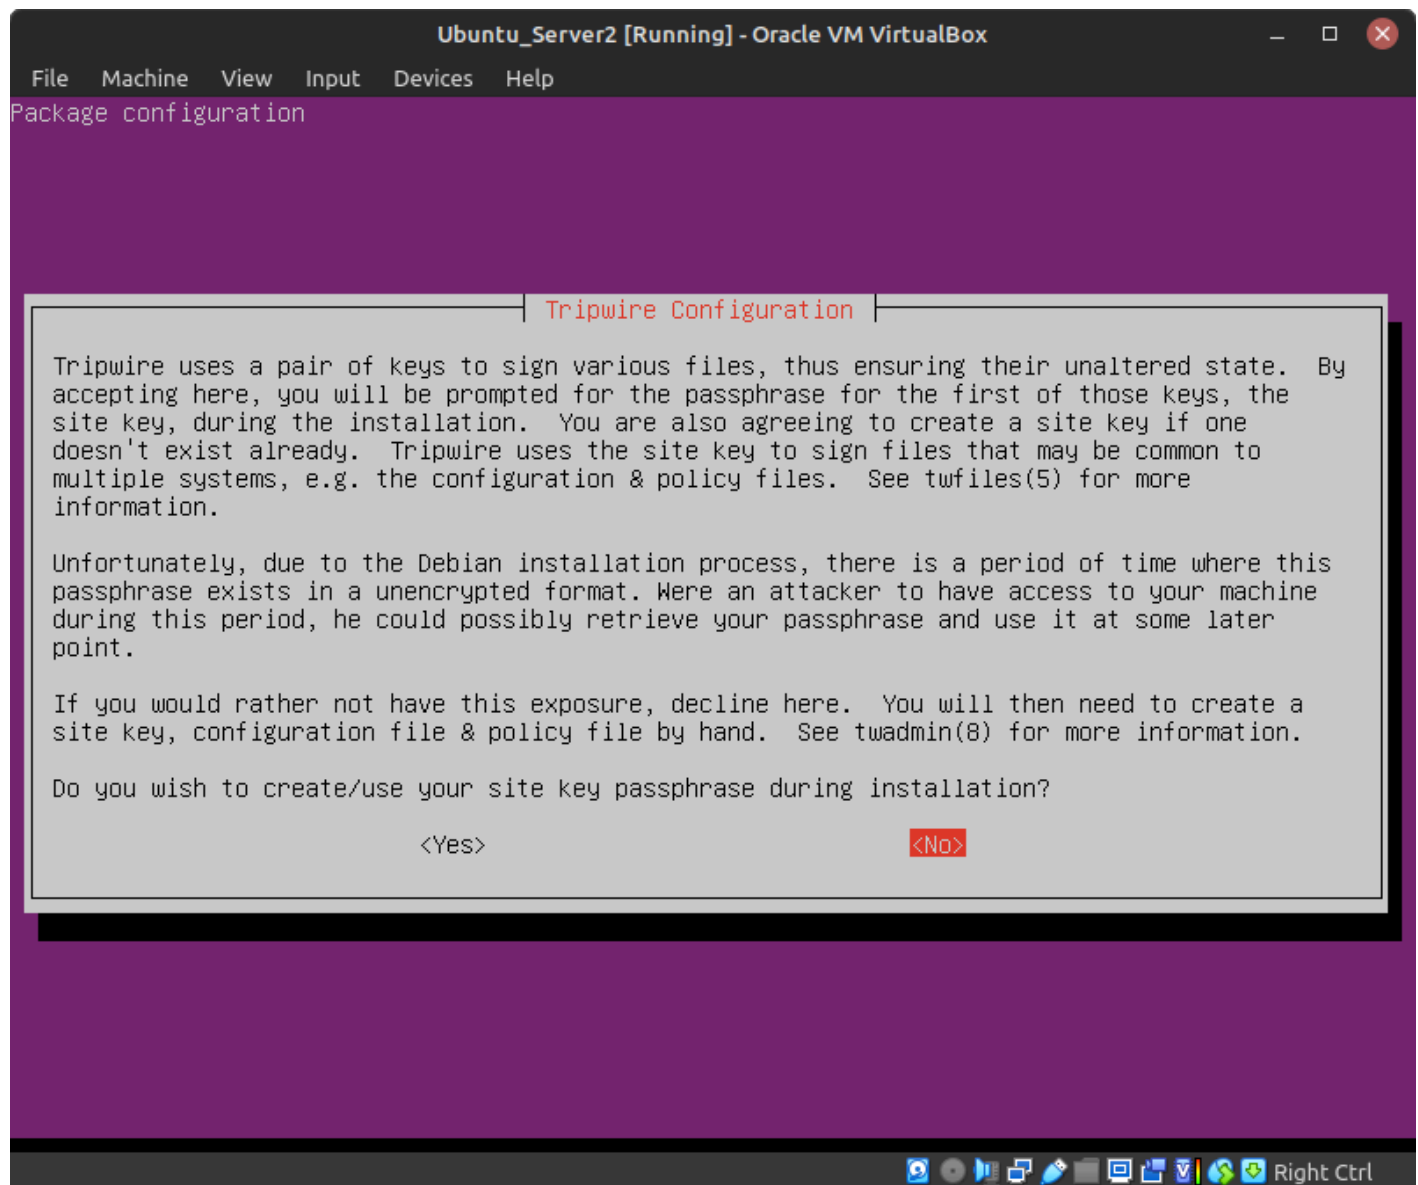 Ubuntu_Server2 [Running] - Oracle VM VirtualBox
File Machine View Input Devices Help
Package configuration
Tripwire Configuration
Tripwire uses a pair of keys to sign various files, thus ensuring their unaltered state.  By
accepting here, you will be prompted for the passphrase for the first of those keys, the
site key, during the installation.  You are also agreeing to create a site key if one
doesn't exist already.  Tripwire uses the site key to sign files that may be common to
multiple systems, e.g. the configuration & policy files.  See twfiles(5) for more
information.
Unfortunately, due to the Debian installation process, there is a period of time where this
passphrase exists in a unencrypted format. Were an attacker to have access to your machine
during this period, he could possibly retrieve your passphrase and use it at some later
point.
If you would rather not have this exposure, decline here.  You will then need to create a
site key, configuration file & policy file by hand.  See twadmin(8) for more information.
Do you wish to create/use your site key passphrase during installation?
<Yes> <No>
Right Ctrl